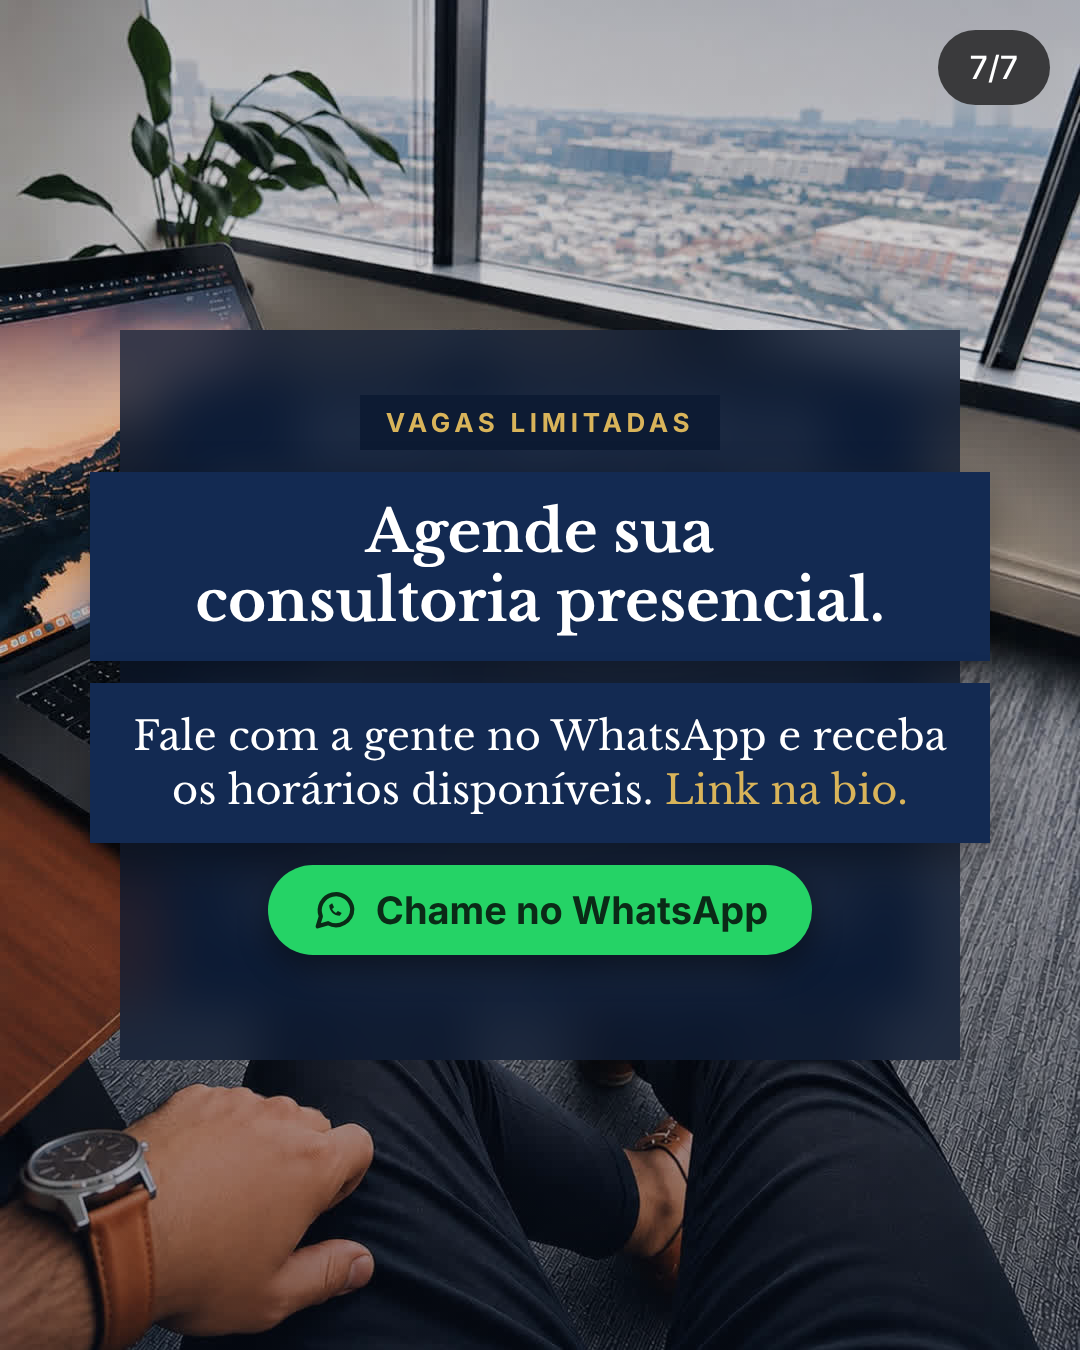 7/7
VAGAS LIMITADAS
Agende sua
consultoria presencial.
Fale com a gente no WhatsApp e receba
os horários disponíveis. Link na bio.
Chame no WhatsApp